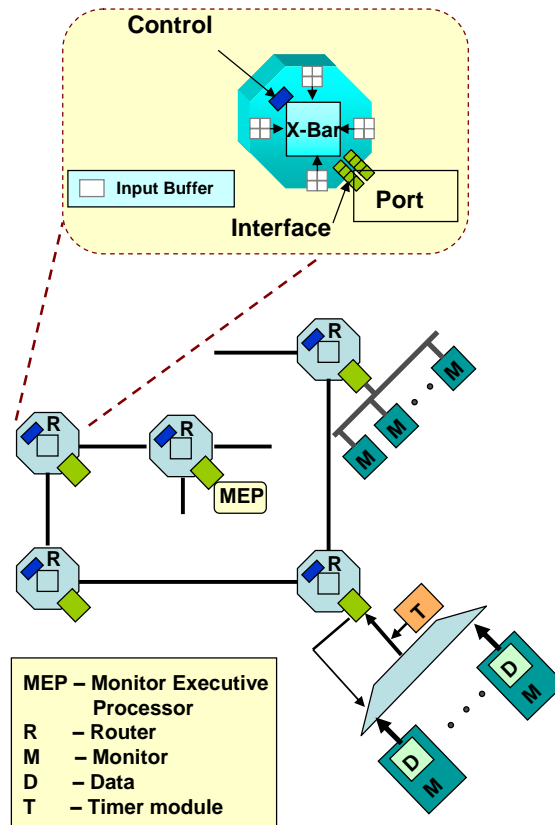 Control
X-Bar
Input Buffer
Port
Interface
R
M
M
M
R
R
MEP
R
R
T
D
M
D
M
MEP – Monitor Executive
Processor
R – Router
M – Monitor
D – Data
T – Timer module